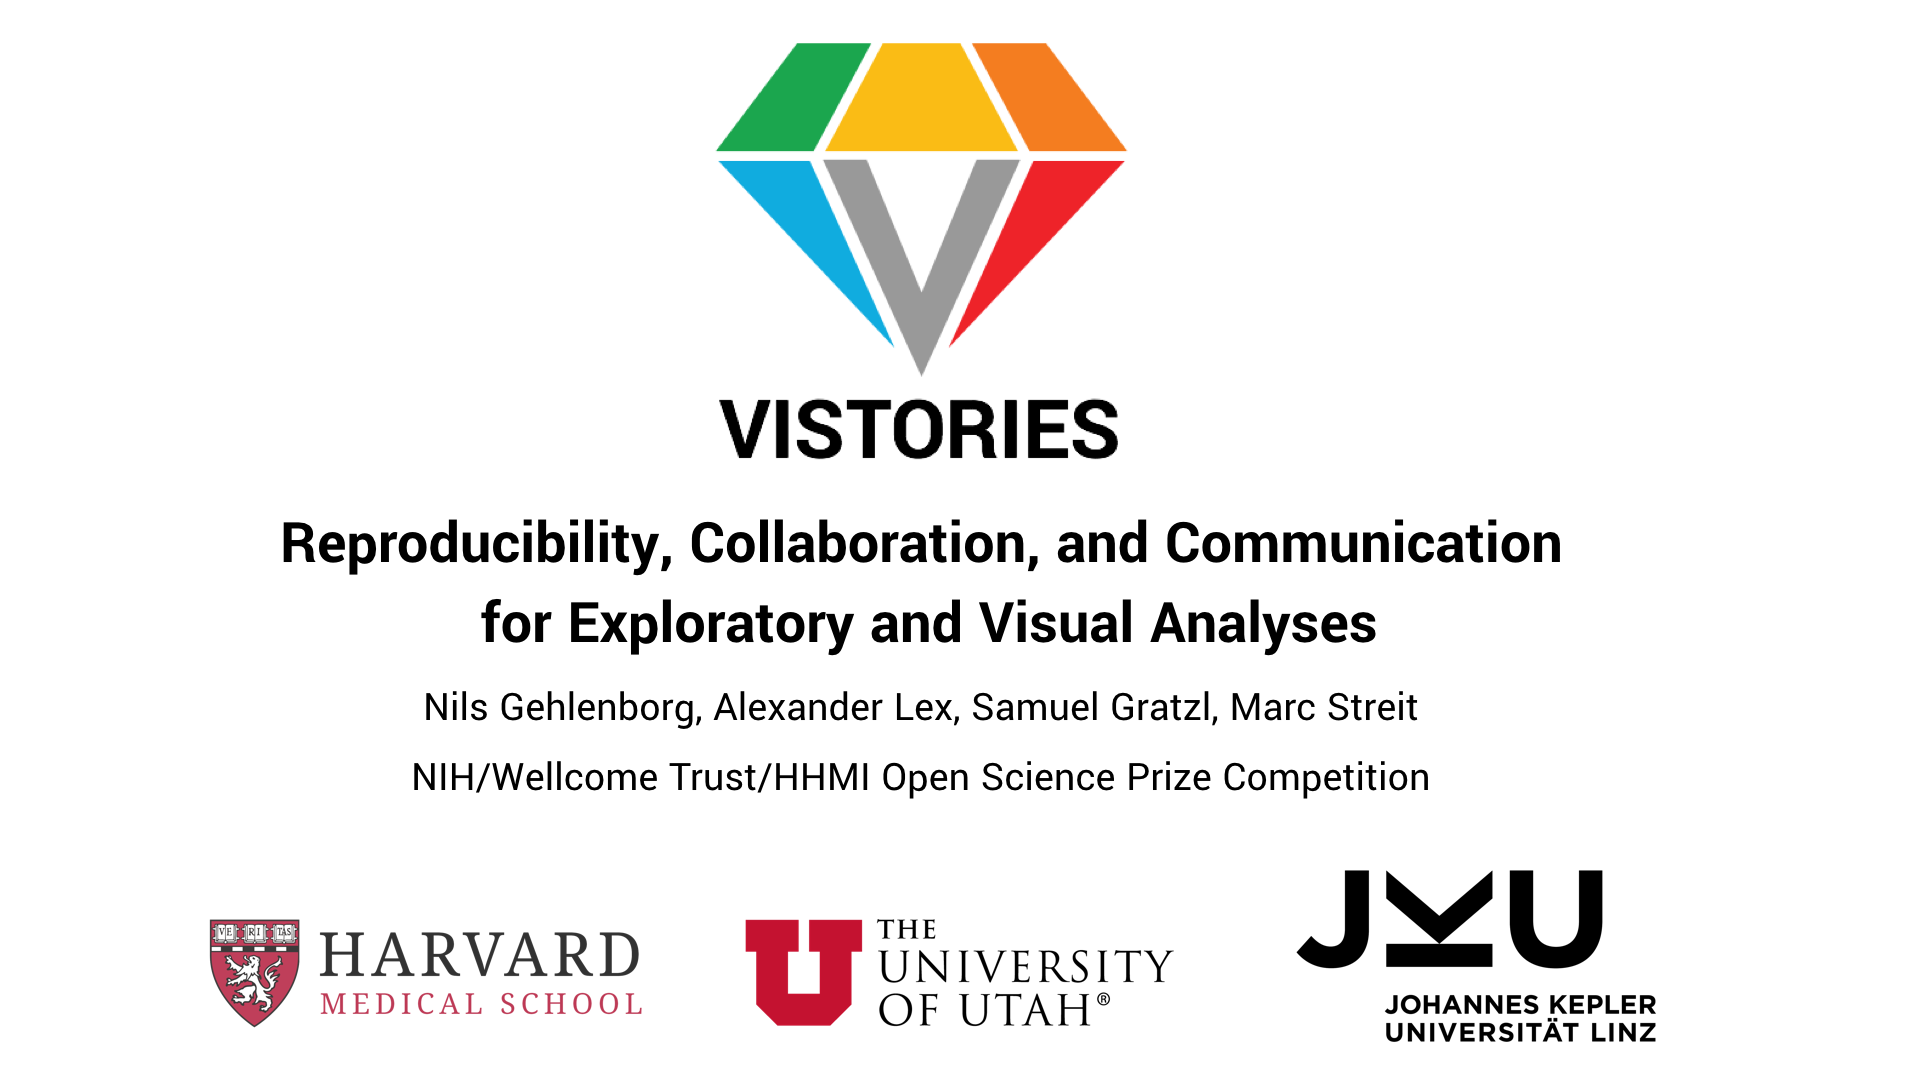 VISTORIES
Reproducibility, Collaboration, and Communication
for Exploratory and Visual Analyses
Nils Gehlenborg, Alexander Lex, Samuel Gratzl, Marc Streit
NIH/Wellcome Trust/HHMI Open Science Prize Competition
VE RI TAS
HARVARD
MEDICAL SCHOOL
U
THE
UNIVERSITY
OF UTAH®
JKU
JOHANNES KEPLER
UNIVERSITÄT LINZ